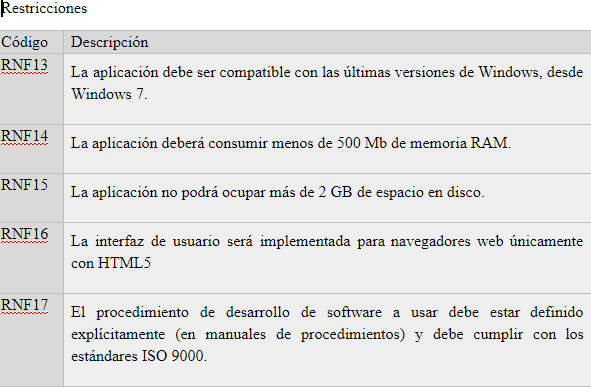 Restricciones
Código Descripción
RNF13 La aplicación debe ser compatible con las últimas versiones de Windows, desde
Windows 7.
RNF14 La aplicación deberá consumir menos de 500 Mb de memoria RAM.
RNF15 La aplicación no podrá ocupar más de 2 GB de espacio en disco.
RNF16 La interfaz de usuario será implementada para navegadores web únicamente
con HTML5
RNF17 El procedimiento de desarrollo de software a usar debe estar definido
explícitamente (en manuales de procedimientos) y debe cumplir con los
estándares ISO 9000.